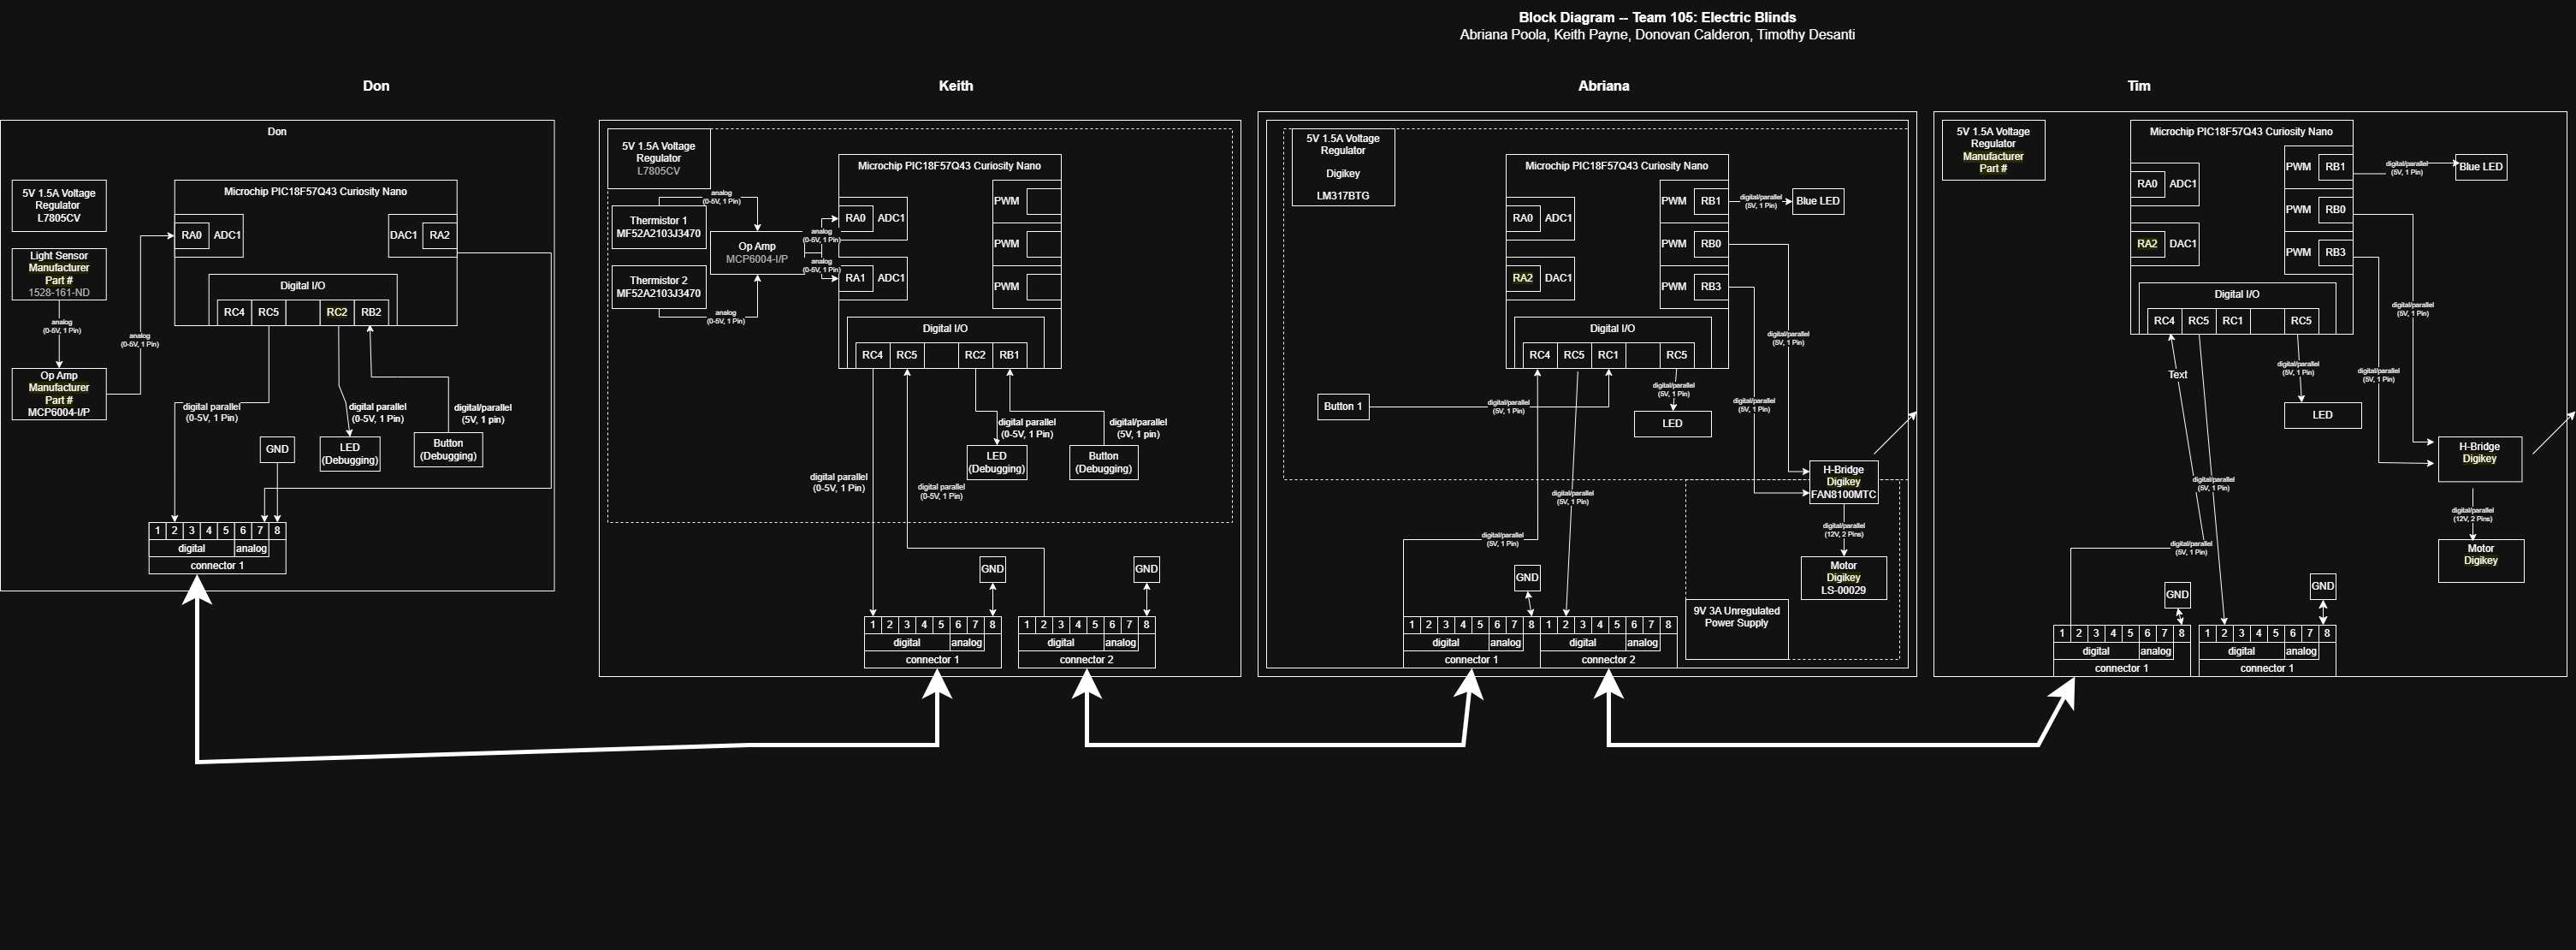 Block Diagram -- Team 105: Electric Blinds
Abriana Poola, Keith Payne, Donovan Calderon, Timothy Desanti
Don
Keith
Abriana
Tim
Don
5V 1.5A Voltage
Regulator
L7805CV
Light Sensor
Manufacturer
Part #
1528-161-ND
analog
(0-5V, 1 Pin)
Op Amp
Manufacturer
Part #
MCP6004-I/P
analog
(0-5V, 1 Pin)
Microchip PIC18F57Q43 Curiosity Nano
RA0 ADC1
DAC1 RA2
Digital I/O
RC4 RC5 RC2 RB2
digital parallel
(0-5V, 1 Pin)
GND
digital parallel
(0-5V, 1 Pin)
LED
(Debugging)
digital/parallel
(5V, 1 pin)
Button
(Debugging)
1 2 3 4 5 6 7 8
digital analog
connector 1
5V 1.5A Voltage
Regulator
L7805CV
Thermistor 1
MF52A2103J3470
Thermistor 2
MF52A2103J3470
analog
(0-5V, 1 Pin)
analog
(0-5V, 1 Pin)
Op Amp
MCP6004-I/P
analog
(0-5V, 1 Pin)
analog
(0-5V, 1 Pin)
Microchip PIC18F57Q43 Curiosity Nano
RA0 ADC1
RA1 ADC1
PWM
PWM
PWM
Digital I/O
RC4 RC5 RC2 RB1
digital parallel
(0-5V, 1 Pin)
digital parallel
(0-5V, 1 Pin)
digital parallel
(0-5V, 1 Pin)
LED
(Debugging)
digital/parallel
(5V, 1 pin)
Button
(Debugging)
GND
GND
1 2 3 4 5 6 7 8
digital analog
connector 1
1 2 3 4 5 6 7 8
digital analog
connector 2
5V 1.5A Voltage
Regulator
Digikey
LM317BTG
Microchip PIC18F57Q43 Curiosity Nano
RA0 ADC1
RA2 DAC1
PWM RB1
PWM RB0
PWM RB3
digital/parallel
(5V, 1 Pin)
Blue LED
Digital I/O
RC4 RC5 RC1 RC5
Button 1
digital/parallel
(5V, 1 Pin)
digital/parallel
(5V, 1 Pin)
LED
digital/parallel
(5V, 1 Pin)
digital/parallel
(5V, 1 Pin)
H-Bridge
Digikey
FAN8100MTC
digital/parallel
(12V, 2 Pins)
Motor
Digikey
LS-00029
9V 3A Unregulated
Power Supply
digital/parallel
(5V, 1 Pin)
digital/parallel
(5V, 1 Pin)
GND
1 2 3 4 5 6 7 8
digital analog
connector 1
1 2 3 4 5 6 7 8
digital analog
connector 2
5V 1.5A Voltage
Regulator
Manufacturer
Part #
Microchip PIC18F57Q43 Curiosity Nano
RA0 ADC1
RA2 DAC1
PWM RB1
PWM RB0
PWM RB3
digital/parallel
(5V, 1 Pin)
Blue LED
Digital I/O
RC4 RC5 RC1 RC5
Text
digital/parallel
(5V, 1 Pin)
LED
digital/parallel
(5V, 1 Pin)
digital/parallel
(5V, 1 Pin)
H-Bridge
Digikey
digital/parallel
(12V, 2 Pins)
Motor
Digikey
digital/parallel
(5V, 1 Pin)
digital/parallel
(5V, 1 Pin)
GND
GND
1 2 3 4 5 6 7 8
digital analog
connector 1
1 2 3 4 5 6 7 8
digital analog
connector 1